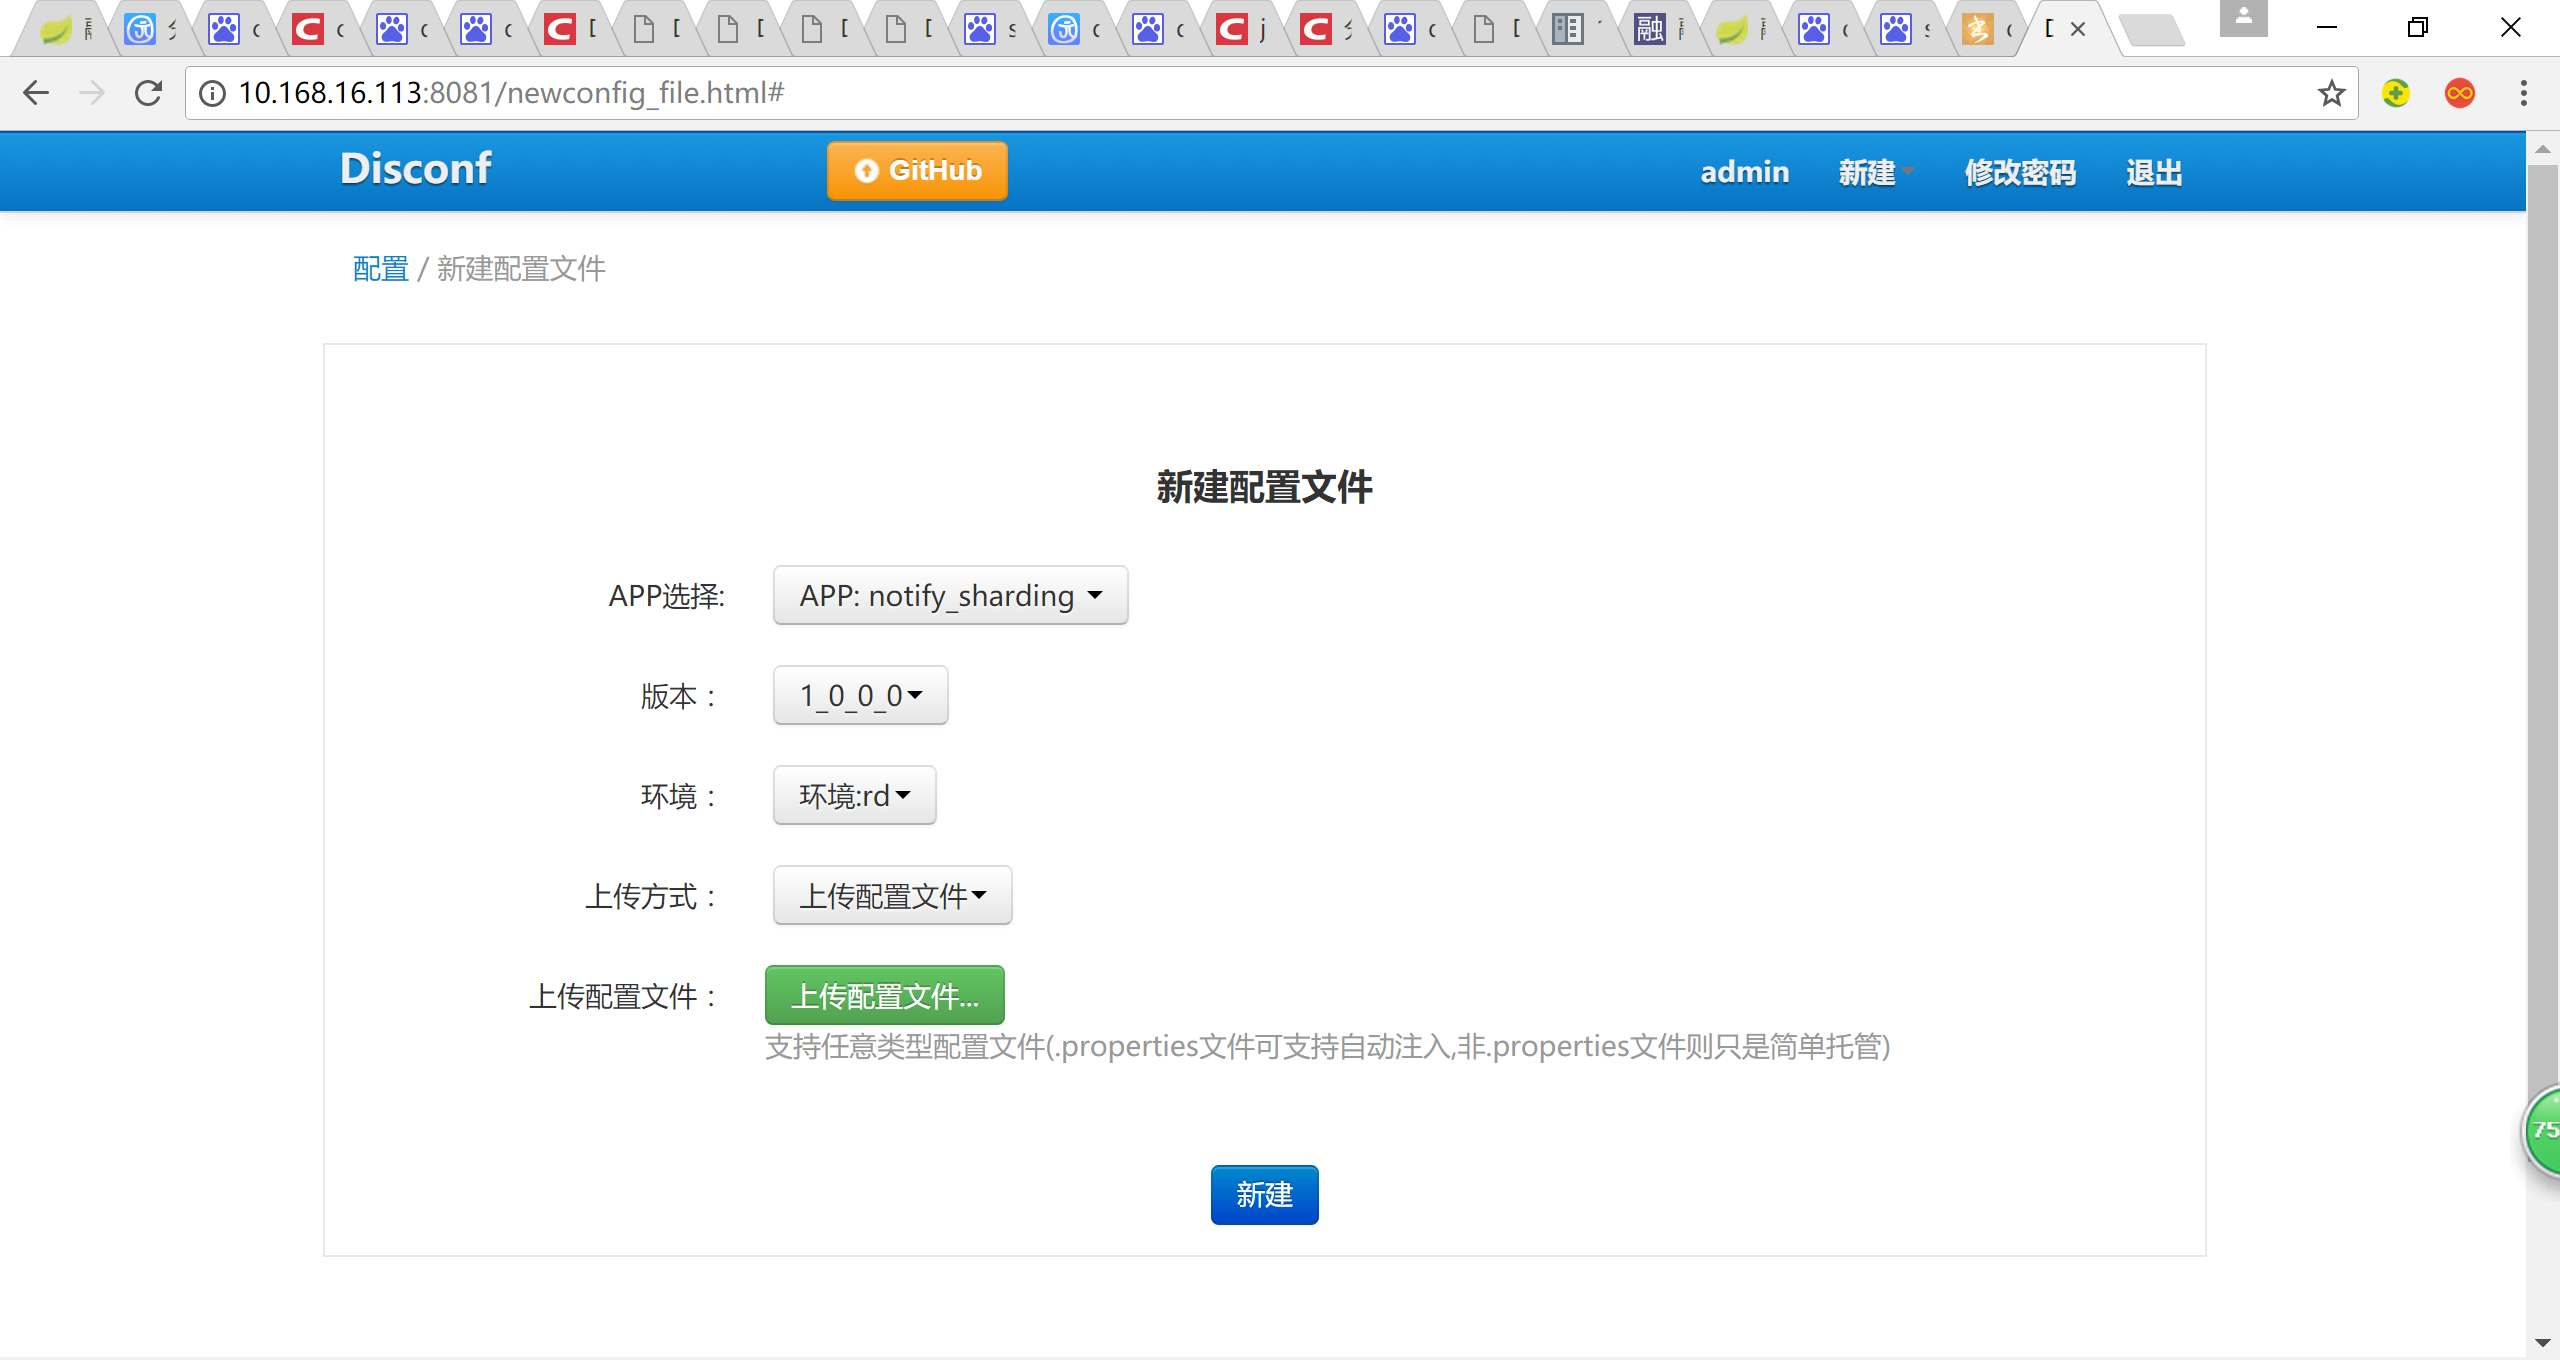 10.168.16.113:8081/newconfig_file.html#
Disconf
GitHub
admin
新建
修改密码
退出
配置 / 新建配置文件
新建配置文件
APP选择:
APP: notify_sharding
版本：
1_0_0_0
环境：
环境:rd
上传方式：
上传配置文件
上传配置文件：
上传配置文件...
支持任意类型配置文件(.properties文件可支持自动注入,非.properties文件则只是简单托管)
75
新建